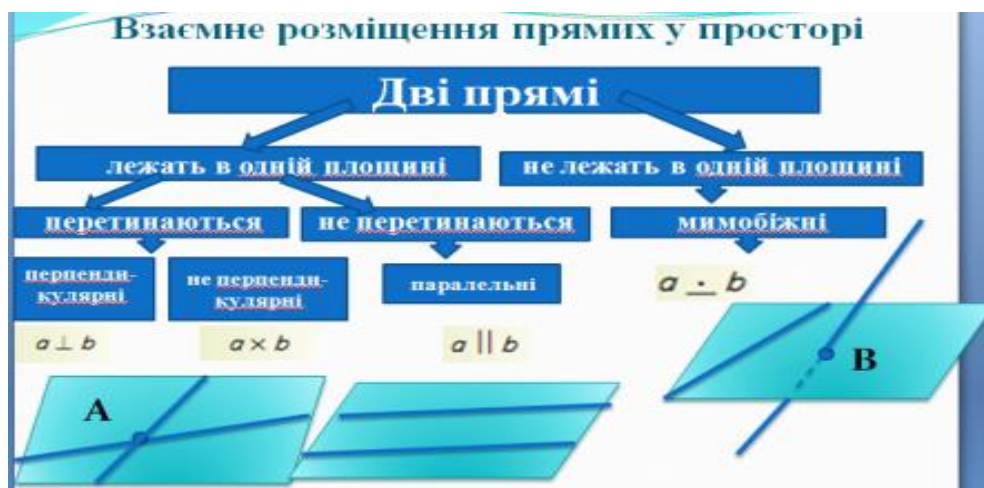 Взаємне розміщення прямих у просторі
Дві прямі
лежать в одній площині
не лежать в одній площині
перетинаються
не перетинаються
мимобіжні
перпенди-
кулярні
не перпенди-
кулярні
паралельні
a ⊥ b
a × b
a || b
a ∸ b
A
B